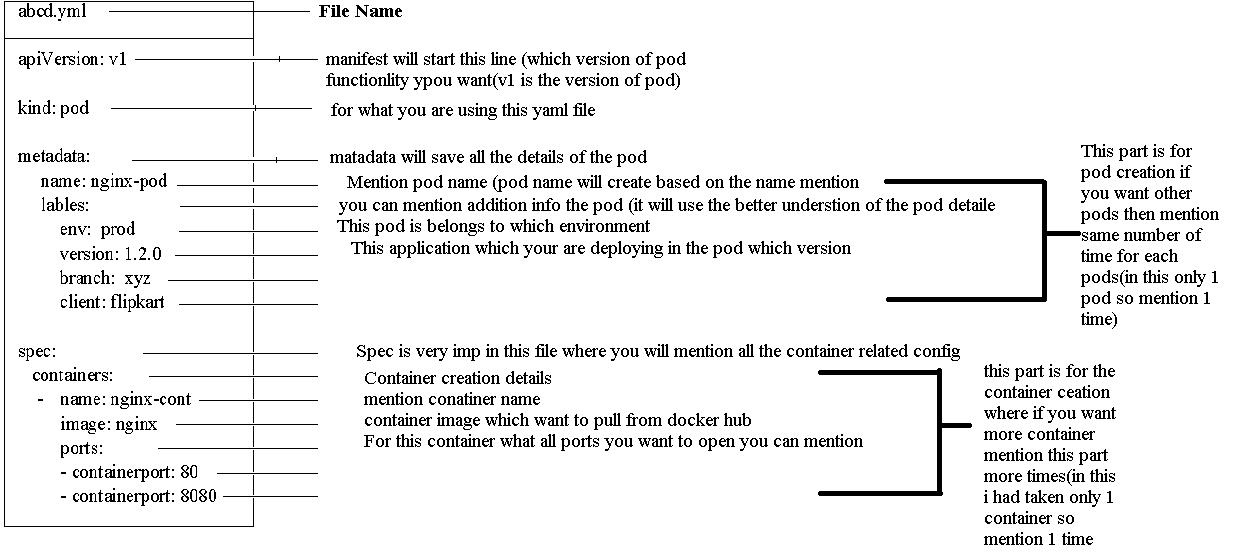 abcd.yml File Name
apiVersion: v1 manifest will start this line (which version of pod
functionlity ypou want(v1 is the version of pod)
kind: pod for what you are using this yaml file
metadata: matadata will save all the details of the pod
name: nginx-pod Mention pod name (pod name will create based on the name mention
lables: you can mention addition info the pod (it will use the better understion of the pod detaile
env: prod This pod is belongs to which environment
version: 1.2.0 This application which your are deploying in the pod which version
branch: xyz
client: flipkart
This part is for
pod creation if
you want other
pods then mention
same number of
time for each
pods(in this only 1
pod so mention 1
time)
spec: Spec is very imp in this file where you will mention all the container related config
containers: Container creation details
- name: nginx-cont mention conatiner name
image: nginx container image which want to pull from docker hub
ports: For this container what all ports you want to open you can mention
- containerport: 80
- containerport: 8080
this part is for the
container ceation
where if you want
more container
mention this part
more times(in this
i had taken only 1
container so
mention 1 time